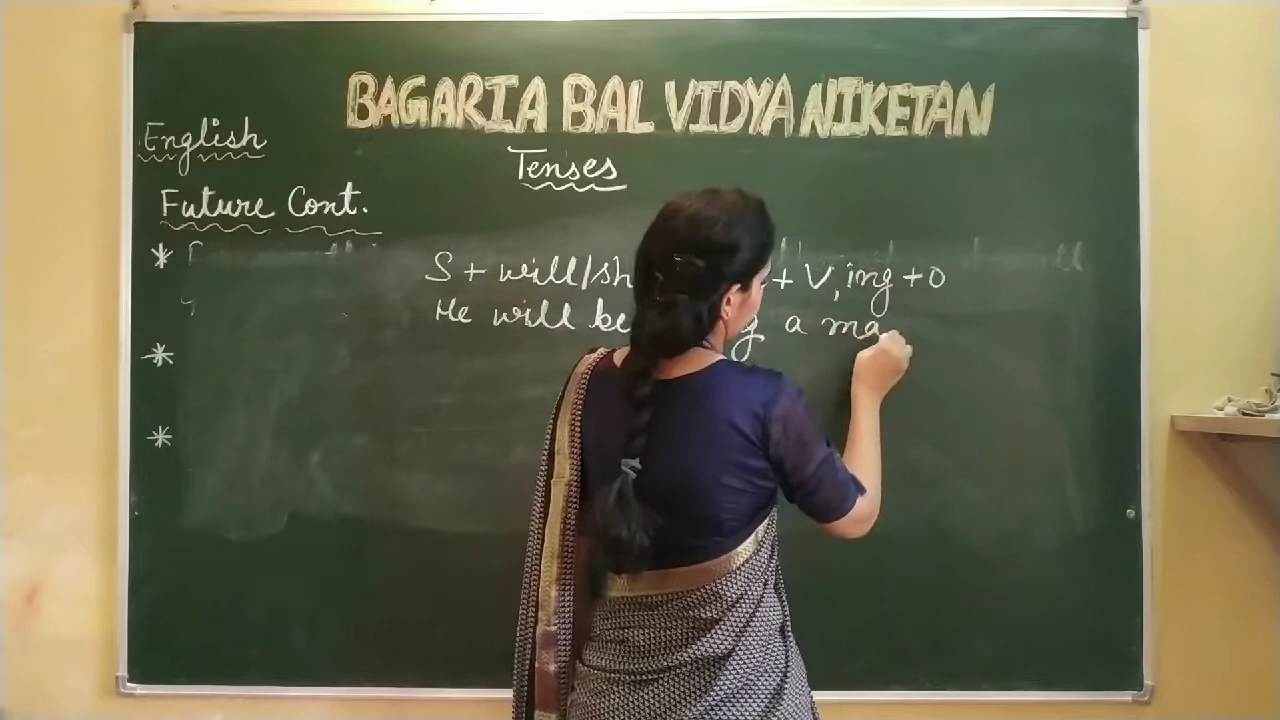 BAGARIA BAL VIDYA NIKETAN
English
Tenses
Future Cont.
*
S + will/sh + V, ing + O
He will be g a ma
*
*